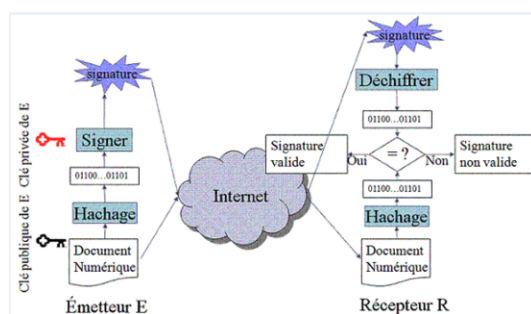 signature
Signer
01100…01101
Hachage
Document
Numérique
Émetteur E
Clé privée de E
Clé publique de E
Internet
signature
Déchiffrer
01100…01101
Signature
valide
Oui
= ?
Non
Signature
non valide
01100…01101
Hachage
Document
Numérique
Récepteur R